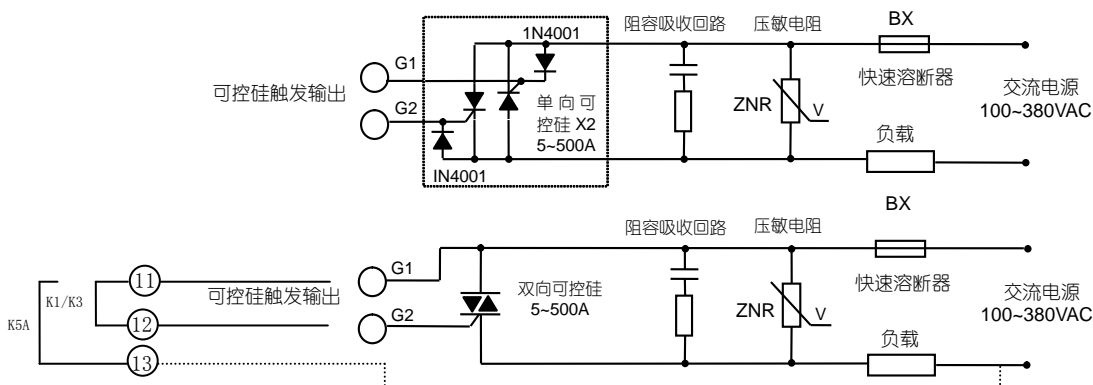 阻容吸收回路
压敏电阻
BX
1N4001
G1
可控硅触发输出
G2
单向可
控硅 X2
5~500A
IN4001
ZNR
V
快速溶断器
交流电源
100~380VAC
负载
BX
阻容吸收回路
压敏电阻
G1
11
K1/K3
可控硅触发输出
双向可控硅
5~500A
G2
K5A
12
13
ZNR
V
快速溶断器
交流电源
100~380VAC
负载